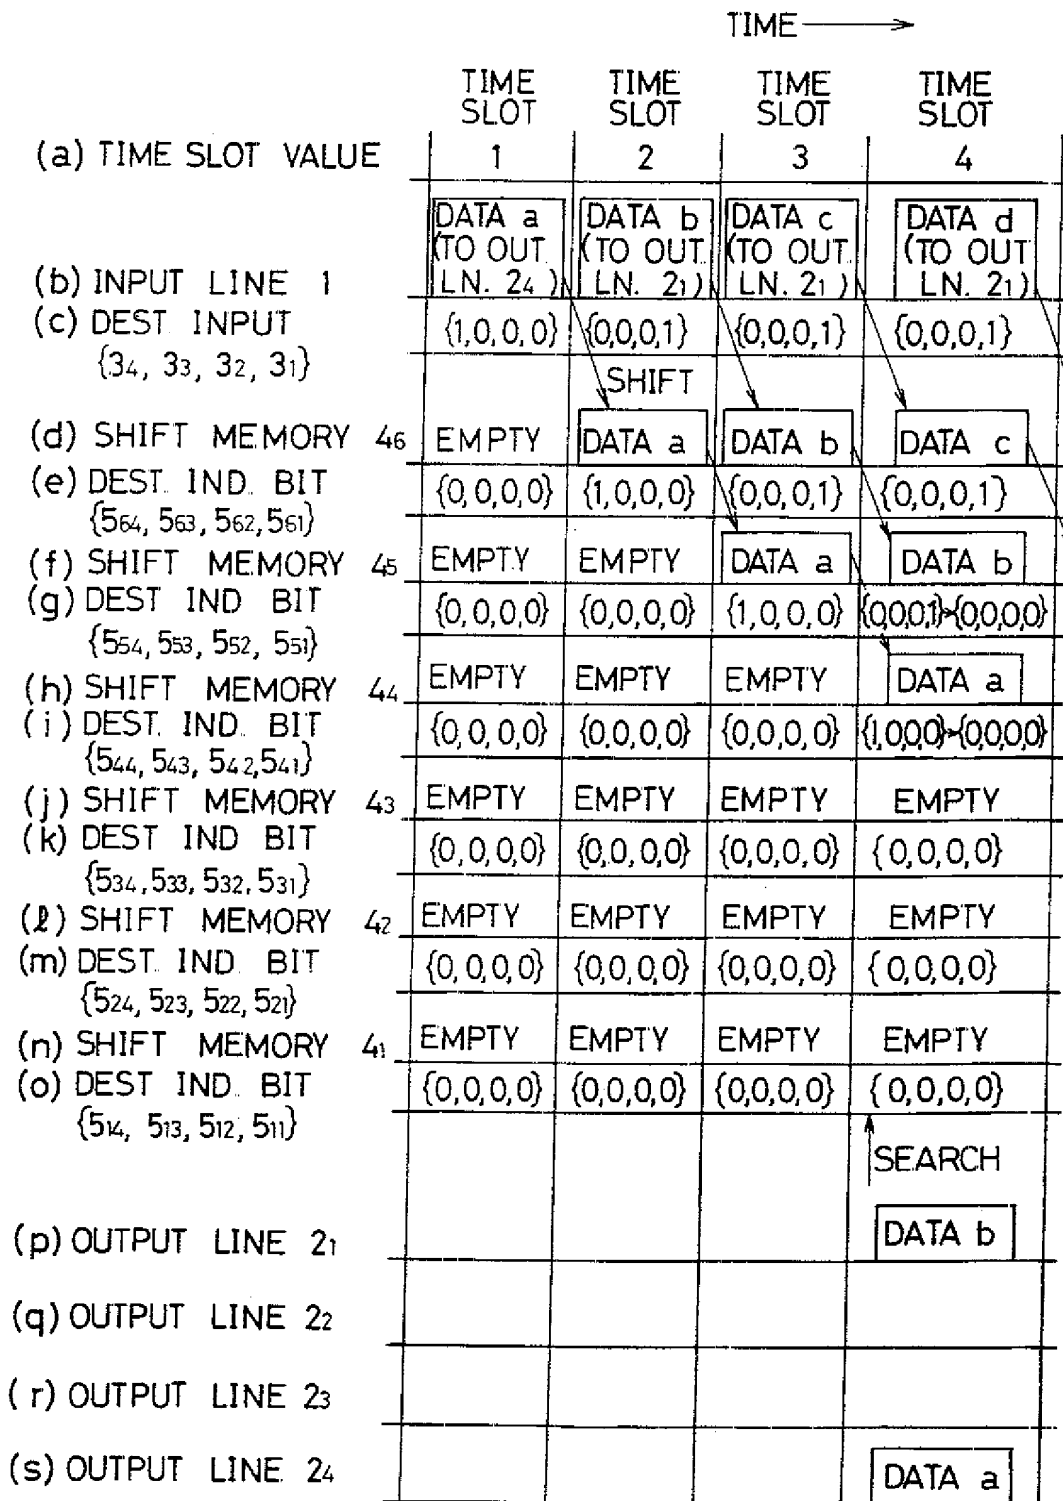 TIME
TIME SLOT TIME SLOT TIME SLOT TIME SLOT
(a) TIME SLOT VALUE 1 2 3 4
(b) INPUT LINE 1 DATA a (TO OUT LN. 24) DATA b (TO OUT LN. 21) DATA c (TO OUT LN. 21) DATA d (TO OUT LN. 21)
(c) DEST INPUT {1,0,0,0} {0,0,0,1} {0,0,0,1} {0,0,0,1}
{34, 33, 32, 31}
SHIFT
(d) SHIFT MEMORY 46 EMPTY DATA a DATA b DATA c
(e) DEST. IND. BIT {0,0,0,0} {1,0,0,0} {0,0,0,1} {0,0,0,1}
{564, 563, 562, 561}
(f) SHIFT MEMORY 45 EMPTY EMPTY DATA a DATA b
(g) DEST IND BIT {0,0,0,0} {0,0,0,0} {1,0,0,0} {0,0,0,1}→{0,0,0,0}
{554, 553, 552, 551}
(h) SHIFT MEMORY 44 EMPTY EMPTY EMPTY DATA a
(i) DEST. IND. BIT {0,0,0,0} {0,0,0,0} {0,0,0,0} {1,0,0,0}→{0,0,0,0}
{544, 543, 542, 541}
(j) SHIFT MEMORY 43 EMPTY EMPTY EMPTY EMPTY
(k) DEST IND BIT {0,0,0,0} {0,0,0,0} {0,0,0,0} {0,0,0,0}
{534, 533, 532, 531}
(ℓ) SHIFT MEMORY 42 EMPTY EMPTY EMPTY EMPTY
(m) DEST. IND. BIT {0,0,0,0} {0,0,0,0} {0,0,0,0} {0,0,0,0}
{524, 523, 522, 521}
(n) SHIFT MEMORY 41 EMPTY EMPTY EMPTY EMPTY
(o) DEST IND. BIT {0,0,0,0} {0,0,0,0} {0,0,0,0} {0,0,0,0}
{514, 513, 512, 511}
SEARCH
(p) OUTPUT LINE 21 DATA b
(q) OUTPUT LINE 22
(r) OUTPUT LINE 23
(s) OUTPUT LINE 24 DATA a